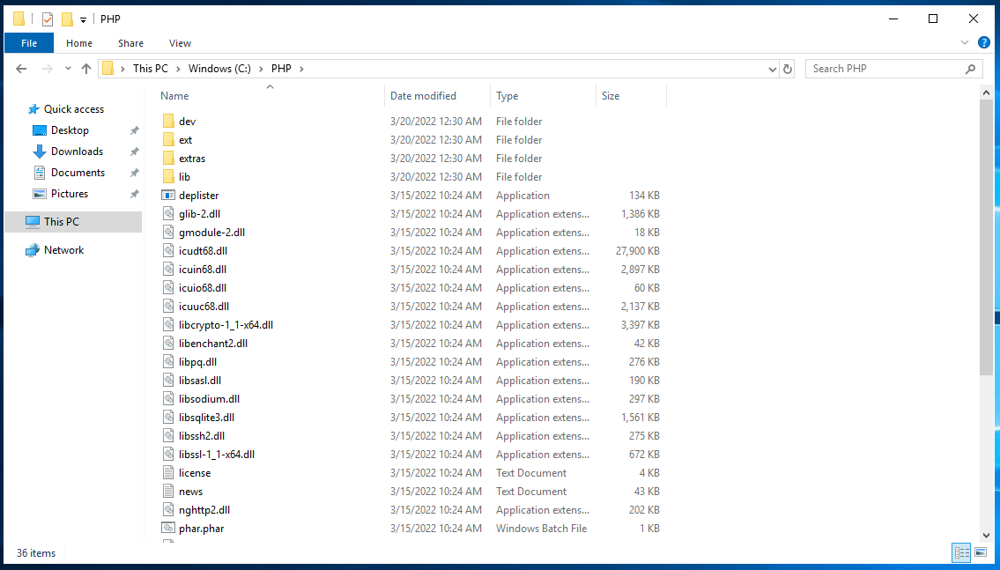 PHP
File Home Share View
This PC Windows (C:) PHP Search PHP
Name Date modified Type Size
Quick access
Desktop
Downloads
Documents
Pictures
This PC
Network
dev 3/20/2022 12:30 AM File folder
ext 3/20/2022 12:30 AM File folder
extras 3/20/2022 12:30 AM File folder
lib 3/20/2022 12:30 AM File folder
deplister 3/15/2022 10:24 AM Application 134 KB
glib-2.dll 3/15/2022 10:24 AM Application extens... 1,386 KB
gmodule-2.dll 3/15/2022 10:24 AM Application extens... 18 KB
icudt68.dll 3/15/2022 10:24 AM Application extens... 27,900 KB
icuin68.dll 3/15/2022 10:24 AM Application extens... 2,897 KB
icuio68.dll 3/15/2022 10:24 AM Application extens... 60 KB
icuuc68.dll 3/15/2022 10:24 AM Application extens... 2,137 KB
libcrypto-1_1-x64.dll 3/15/2022 10:24 AM Application extens... 3,397 KB
libenchant2.dll 3/15/2022 10:24 AM Application extens... 42 KB
libpq.dll 3/15/2022 10:24 AM Application extens... 276 KB
libsasl.dll 3/15/2022 10:24 AM Application extens... 190 KB
libsodium.dll 3/15/2022 10:24 AM Application extens... 297 KB
libsqlite3.dll 3/15/2022 10:24 AM Application extens... 1,561 KB
libssh2.dll 3/15/2022 10:24 AM Application extens... 275 KB
libssl-1_1-x64.dll 3/15/2022 10:24 AM Application extens... 672 KB
license 3/15/2022 10:24 AM Text Document 4 KB
news 3/15/2022 10:24 AM Text Document 43 KB
nghttp2.dll 3/15/2022 10:24 AM Application extens... 202 KB
phar.phar 3/15/2022 10:24 AM Windows Batch File 1 KB
36 items